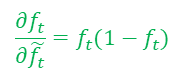 ∂f_t/∂f̃_t = f_t(1 − f_t)